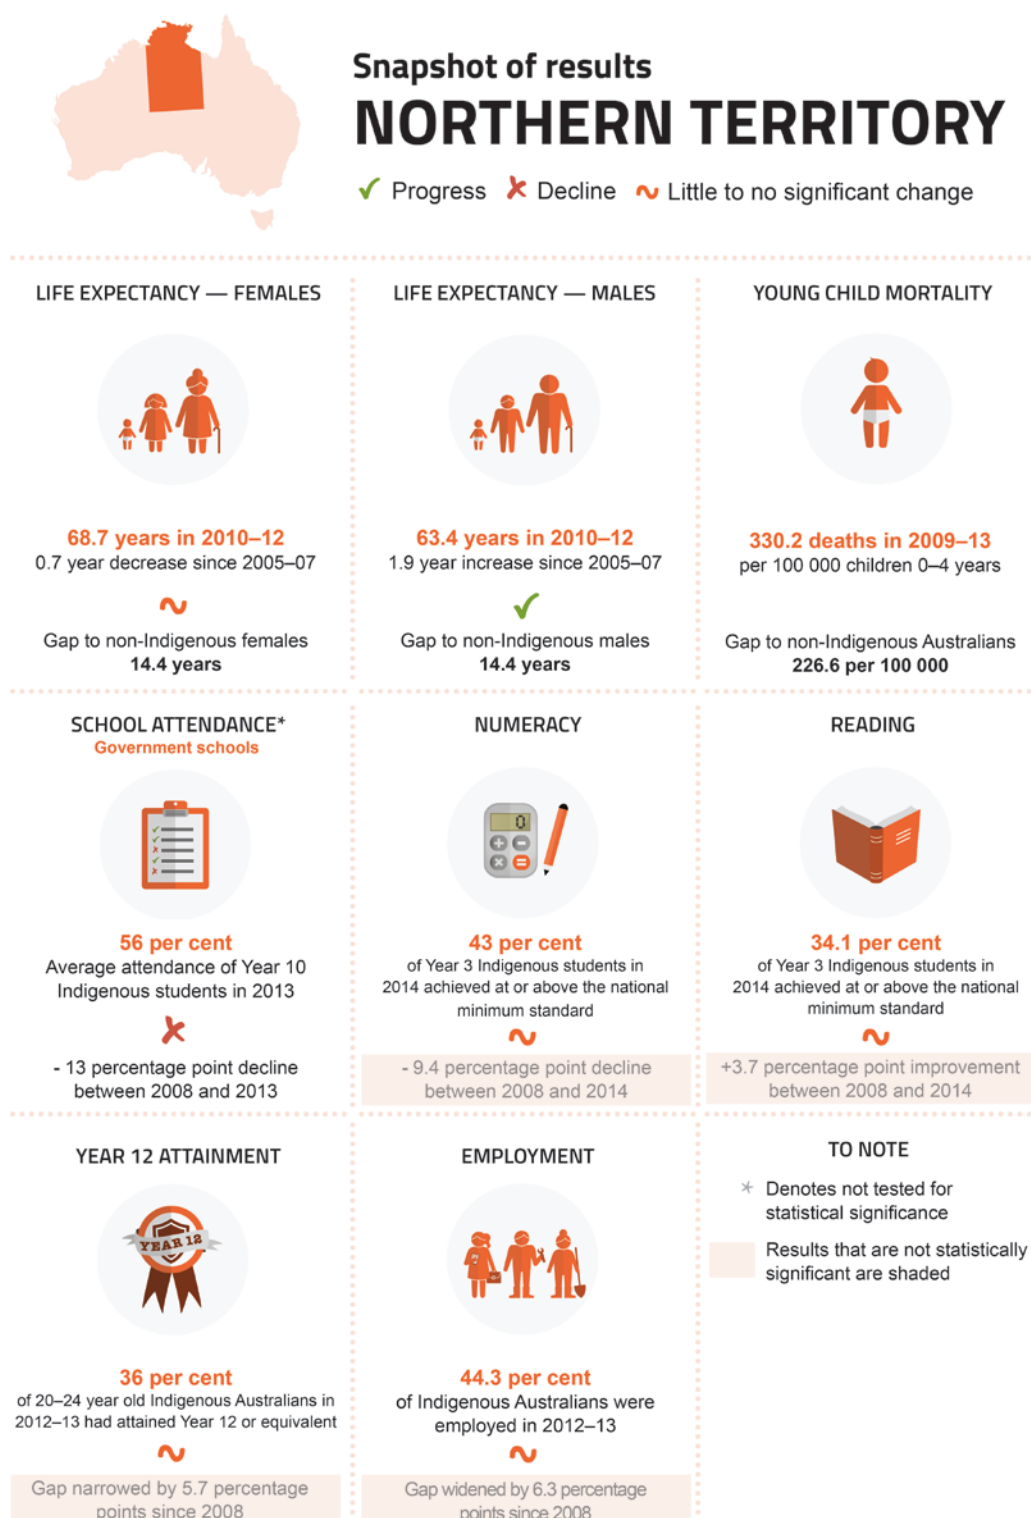 Snapshot of results
NORTHERN TERRITORY
Progress Decline Little to no significant change
LIFE EXPECTANCY — FEMALES
68.7 years in 2010–12
0.7 year decrease since 2005–07
Gap to non-Indigenous females
14.4 years
LIFE EXPECTANCY — MALES
63.4 years in 2010–12
1.9 year increase since 2005–07
Gap to non-Indigenous males
14.4 years
YOUNG CHILD MORTALITY
330.2 deaths in 2009–13
per 100 000 children 0–4 years
Gap to non-Indigenous Australians
226.6 per 100 000
SCHOOL ATTENDANCE*
Government schools
56 per cent
Average attendance of Year 10
Indigenous students in 2013
- 13 percentage point decline
between 2008 and 2013
NUMERACY
0
43 per cent
of Year 3 Indigenous students in
2014 achieved at or above the national
minimum standard
- 9.4 percentage point decline
between 2008 and 2014
READING
34.1 per cent
of Year 3 Indigenous students in
2014 achieved at or above the national
minimum standard
+3.7 percentage point improvement
between 2008 and 2014
YEAR 12 ATTAINMENT
YEAR 12
36 per cent
of 20–24 year old Indigenous Australians in
2012–13 had attained Year 12 or equivalent
Gap narrowed by 5.7 percentage
points since 2008
EMPLOYMENT
44.3 per cent
of Indigenous Australians were
employed in 2012–13
Gap widened by 6.3 percentage
points since 2008
TO NOTE
* Denotes not tested for
statistical significance
Results that are not statistically
significant are shaded